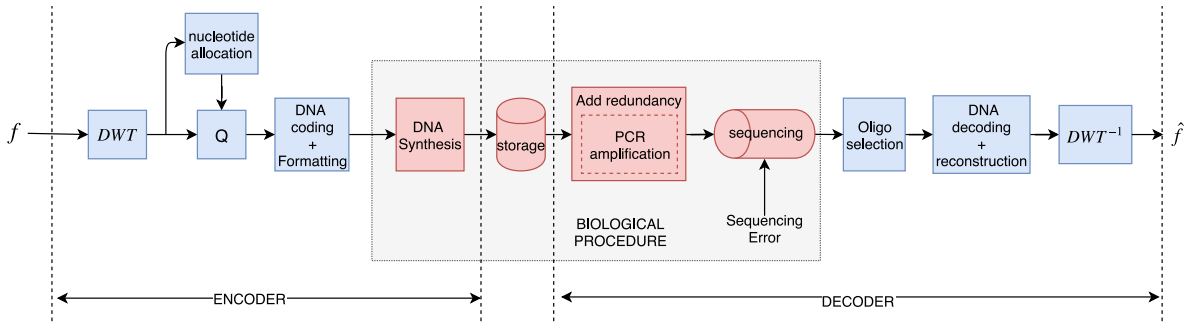 nucleotide
allocation
f
DWT
Q
DNA
coding
+
Formatting
DNA
Synthesis
storage
Add redundancy
PCR
amplification
sequencing
Oligo
selection
DNA
decoding
+
reconstruction
DWT⁻¹
f̂
Sequencing
Error
BIOLOGICAL
PROCEDURE
ENCODER
DECODER